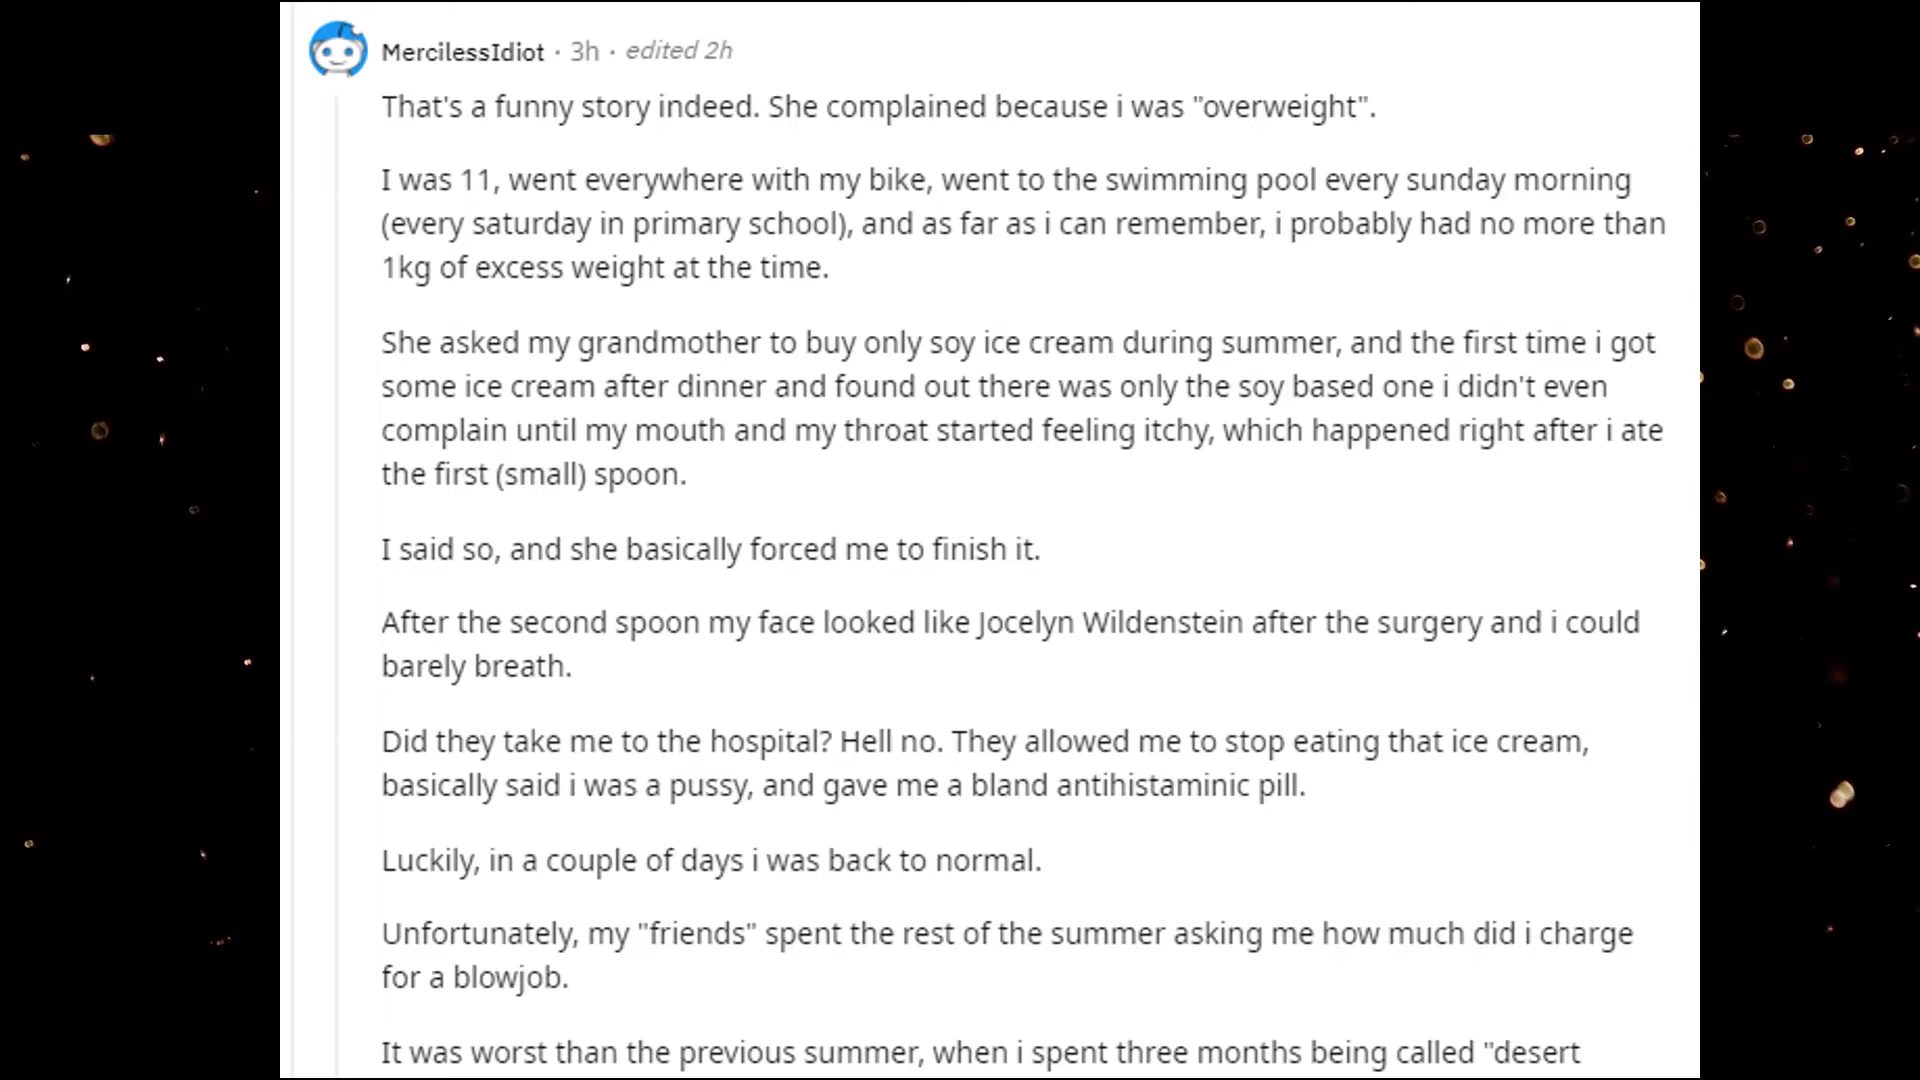 MercilessIdiot · 3h · edited 2h
That's a funny story indeed. She complained because i was "overweight".
I was 11, went everywhere with my bike, went to the swimming pool every sunday morning
(every saturday in primary school), and as far as i can remember, i probably had no more than
1kg of excess weight at the time.
She asked my grandmother to buy only soy ice cream during summer, and the first time i got
some ice cream after dinner and found out there was only the soy based one i didn't even
complain until my mouth and my throat started feeling itchy, which happened right after i ate
the first (small) spoon.
I said so, and she basically forced me to finish it.
After the second spoon my face looked like Jocelyn Wildenstein after the surgery and i could
barely breath.
Did they take me to the hospital? Hell no. They allowed me to stop eating that ice cream,
basically said i was a pussy, and gave me a bland antihistaminic pill.
Luckily, in a couple of days i was back to normal.
Unfortunately, my "friends" spent the rest of the summer asking me how much did i charge
for a blowjob.
It was worst than the previous summer, when i spent three months being called "desert